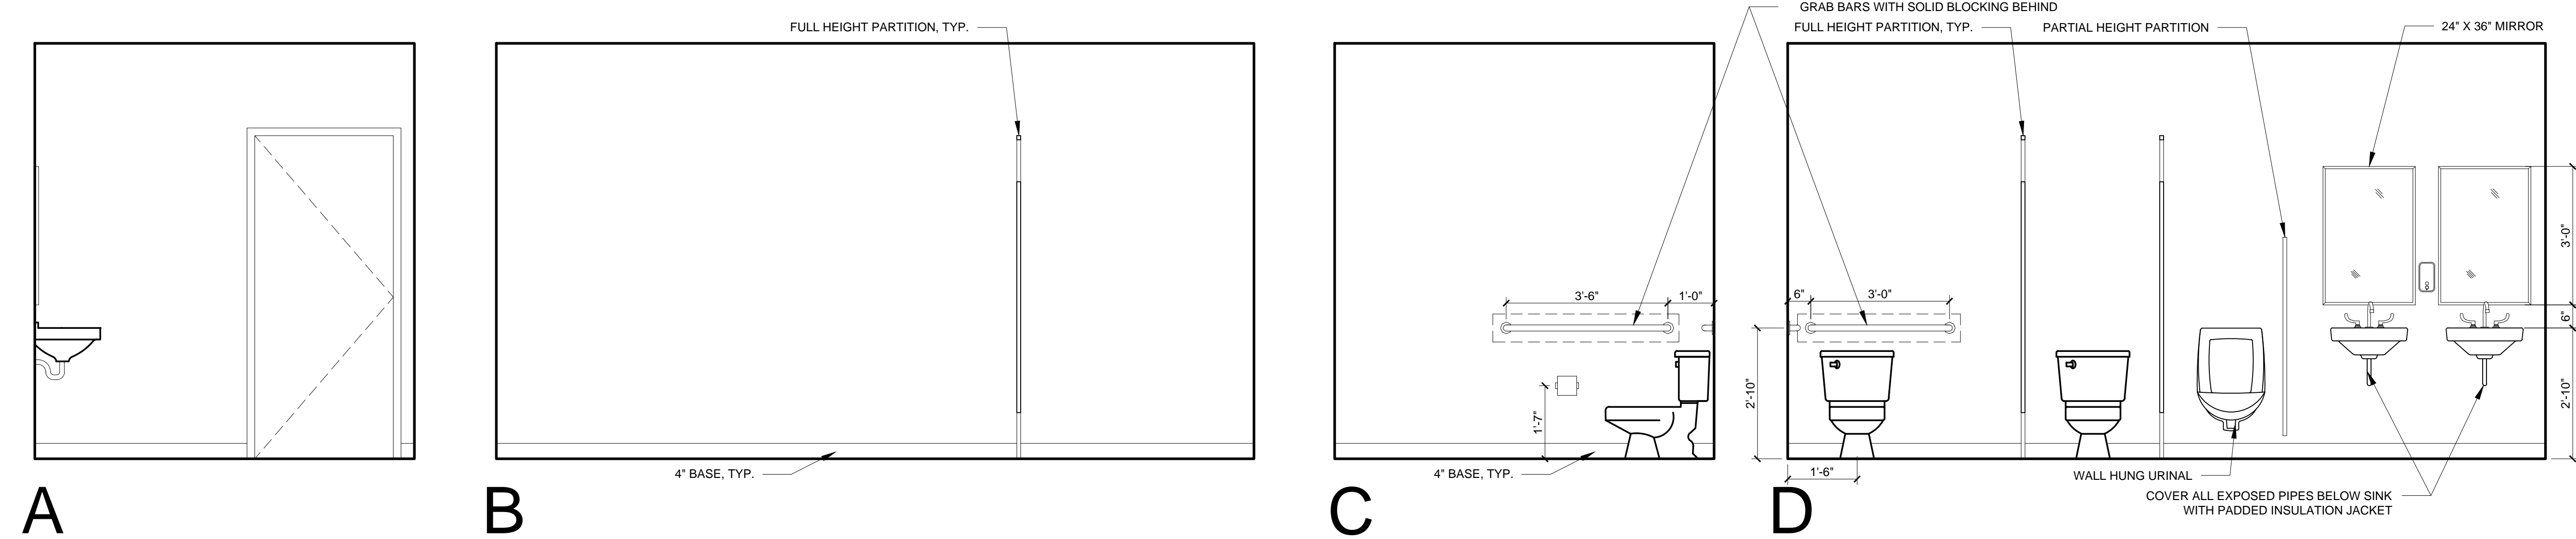 GRAB BARS WITH SOLID BLOCKING BEHIND
FULL HEIGHT PARTITION, TYP.
FULL HEIGHT PARTITION, TYP.
PARTIAL HEIGHT PARTITION
24" X 36" MIRROR
3'-0"
3'-6"
1'-0"
6"
3'-0"
6"
2'-10"
2'-10"
1'-7"
4" BASE, TYP.
4" BASE, TYP.
1'-6"
WALL HUNG URINAL
COVER ALL EXPOSED PIPES BELOW SINK
WITH PADDED INSULATION JACKET
A
B
C
D